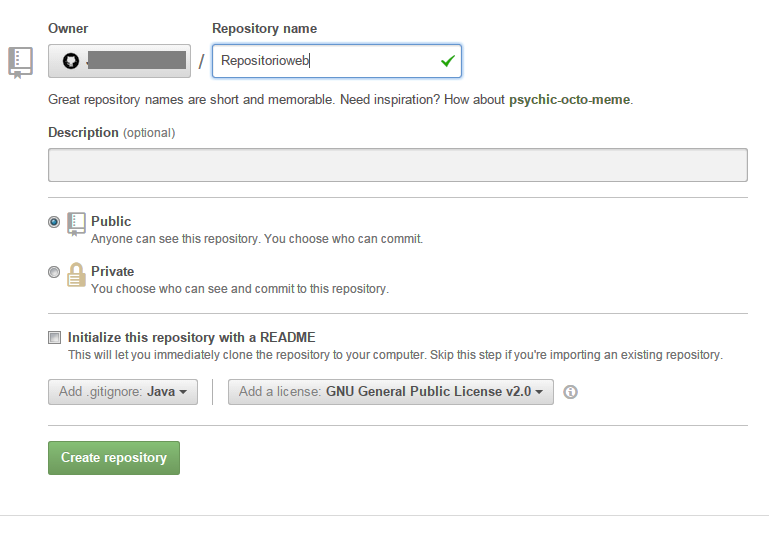 Owner Repository name
/ Repositorioweb
Great repository names are short and memorable. Need inspiration? How about psychic-octo-meme.
Description (optional)
Public
Anyone can see this repository. You choose who can commit.
Private
You choose who can see and commit to this repository.
Initialize this repository with a README
This will let you immediately clone the repository to your computer. Skip this step if you're importing an existing repository.
Add .gitignore: Java Add a license: GNU General Public License v2.0
Create repository